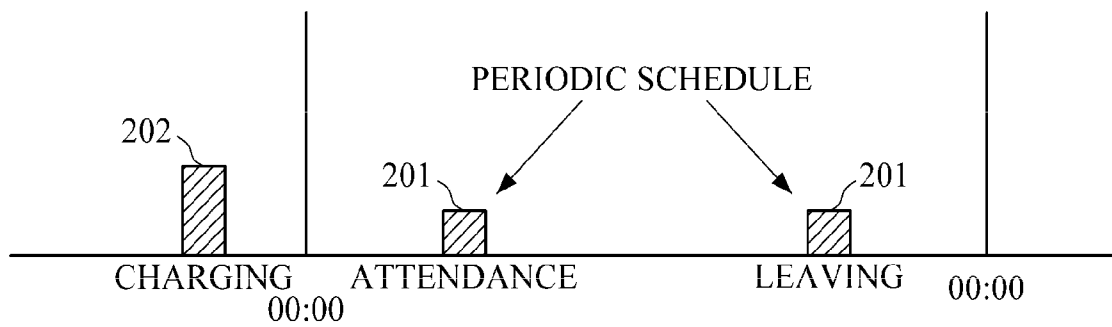 PERIODIC SCHEDULE
202
201
201
CHARGING
ATTENDANCE
LEAVING
00:00
00:00